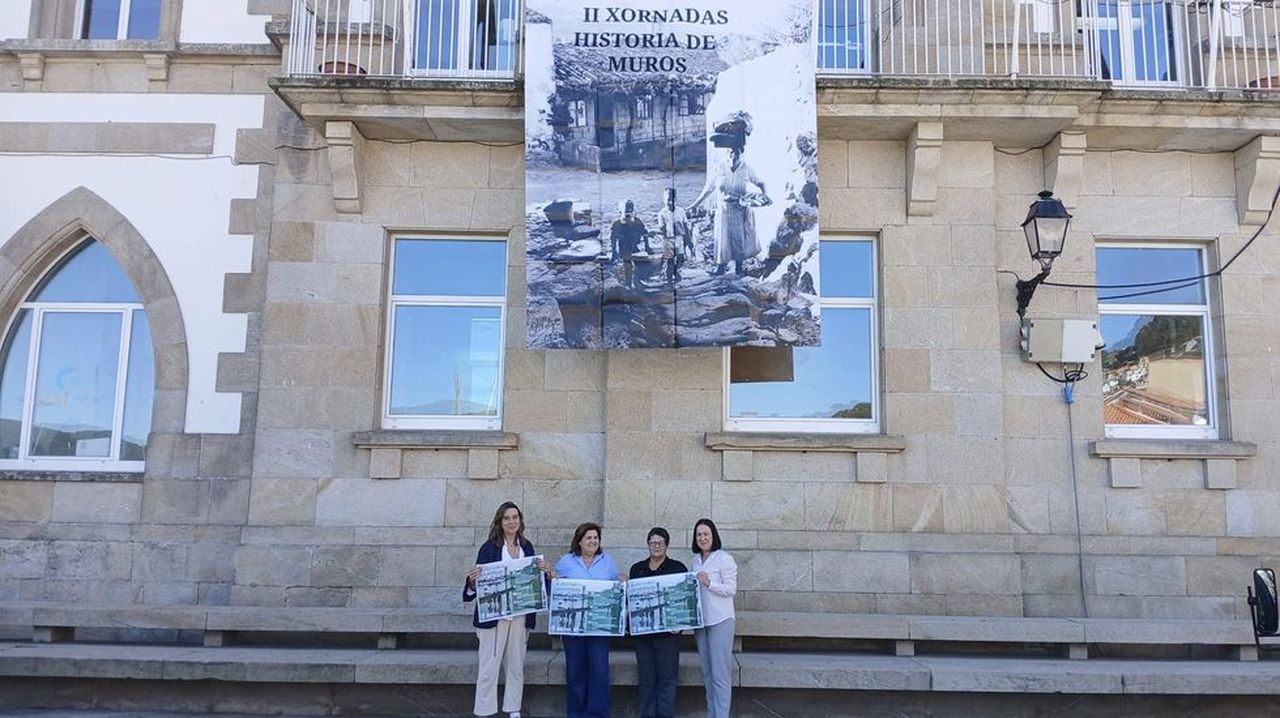 II XORNADAS
HISTORIA DE
MUROS